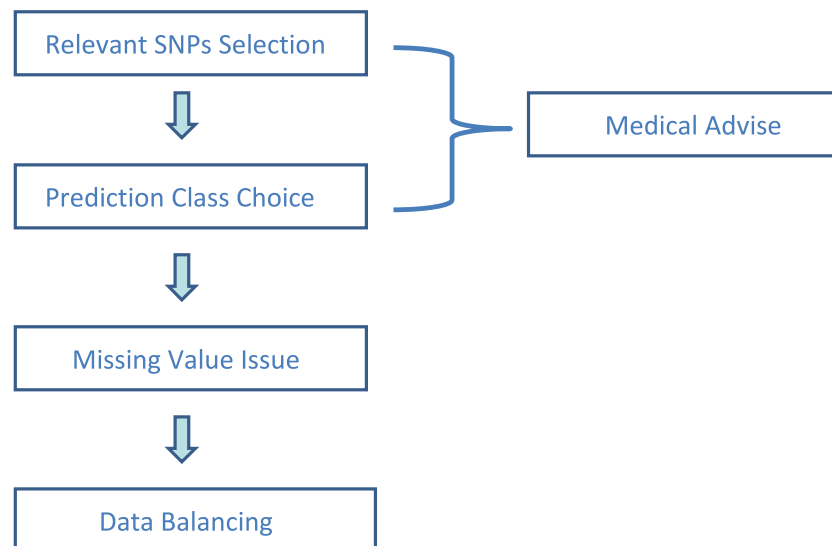 Relevant SNPs Selection
Medical Advise
Prediction Class Choice
Missing Value Issue
Data Balancing